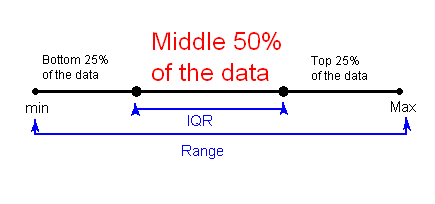 Middle 50%
of the data
Bottom 25%
of the data
Top 25%
of the data
min
Max
IQR
Range